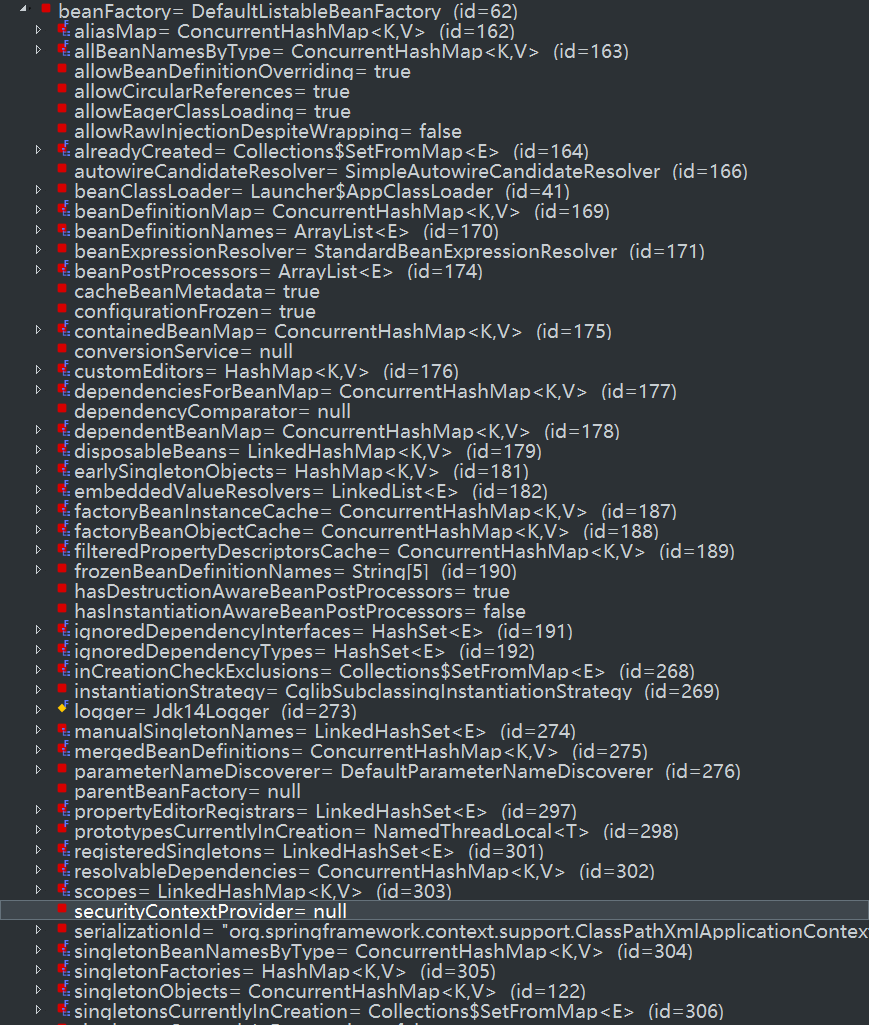 beanFactory= DefaultListableBeanFactory (id=62)
aliasMap= ConcurrentHashMap<K,V> (id=162)
allBeanNamesByType= ConcurrentHashMap<K,V> (id=163)
allowBeanDefinitionOverriding= true
allowCircularReferences= true
allowEagerClassLoading= true
allowRawInjectionDespiteWrapping= false
alreadyCreated= Collections$SetFromMap<E> (id=164)
autowireCandidateResolver= SimpleAutowireCandidateResolver (id=166)
beanClassLoader= Launcher$AppClassLoader (id=41)
beanDefinitionMap= ConcurrentHashMap<K,V> (id=169)
beanDefinitionNames= ArrayList<E> (id=170)
beanExpressionResolver= StandardBeanExpressionResolver (id=171)
beanPostProcessors= ArrayList<E> (id=174)
cacheBeanMetadata= true
configurationFrozen= true
containedBeanMap= ConcurrentHashMap<K,V> (id=175)
conversionService= null
customEditors= HashMap<K,V> (id=176)
dependenciesForBeanMap= ConcurrentHashMap<K,V> (id=177)
dependencyComparator= null
dependentBeanMap= ConcurrentHashMap<K,V> (id=178)
disposableBeans= LinkedHashMap<K,V> (id=179)
earlySingletonObjects= HashMap<K,V> (id=181)
embeddedValueResolvers= LinkedList<E> (id=182)
factoryBeanInstanceCache= ConcurrentHashMap<K,V> (id=187)
factoryBeanObjectCache= ConcurrentHashMap<K,V> (id=188)
filteredPropertyDescriptorsCache= ConcurrentHashMap<K,V> (id=189)
frozenBeanDefinitionNames= String[5] (id=190)
hasDestructionAwareBeanPostProcessors= true
hasInstantiationAwareBeanPostProcessors= false
ignoredDependencyInterfaces= HashSet<E> (id=191)
ignoredDependencyTypes= HashSet<E> (id=192)
inCreationCheckExclusions= Collections$SetFromMap<E> (id=268)
instantiationStrategy= CglibSubclassingInstantiationStrategy (id=269)
logger= Jdk14Logger (id=273)
manualSingletonNames= LinkedHashSet<E> (id=274)
mergedBeanDefinitions= ConcurrentHashMap<K,V> (id=275)
parameterNameDiscoverer= DefaultParameterNameDiscoverer (id=276)
parentBeanFactory= null
propertyEditorRegistrars= LinkedHashSet<E> (id=297)
prototypesCurrentlyInCreation= NamedThreadLocal<T> (id=298)
registeredSingletons= LinkedHashSet<E> (id=301)
resolvableDependencies= ConcurrentHashMap<K,V> (id=302)
scopes= LinkedHashMap<K,V> (id=303)
securityContextProvider= null
serializationId= "org.springframework.context.support.ClassPathXmlApplicationContex
singletonBeanNamesByType= ConcurrentHashMap<K,V> (id=304)
singletonFactories= HashMap<K,V> (id=305)
singletonObjects= ConcurrentHashMap<K,V> (id=122)
singletonsCurrentlyInCreation= Collections$SetFromMap<E> (id=306)